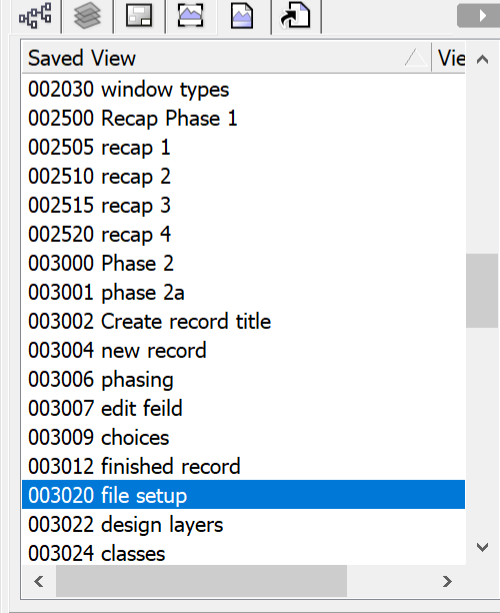 Saved View Vie
002030 window types
002500 Recap Phase 1
002505 recap 1
002510 recap 2
002515 recap 3
002520 recap 4
003000 Phase 2
003001 phase 2a
003002 Create record title
003004 new record
003006 phasing
003007 edit feild
003009 choices
003012 finished record
003020 file setup
003022 design layers
003024 classes